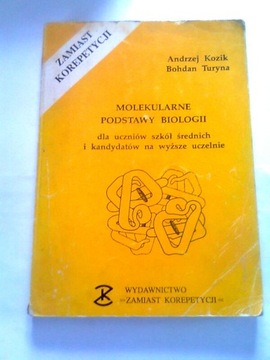 ZAMIAST
KOREPETYCJI
Andrzej Kozik
Bohdan Turyna
MOLEKULARNE
PODSTAWY BIOLOGII
dla uczniów szkół średnich
i kandydatów na wyższe uczelnie
WYDAWNICTWO
»ZAMIAST KOREPETYCJI«